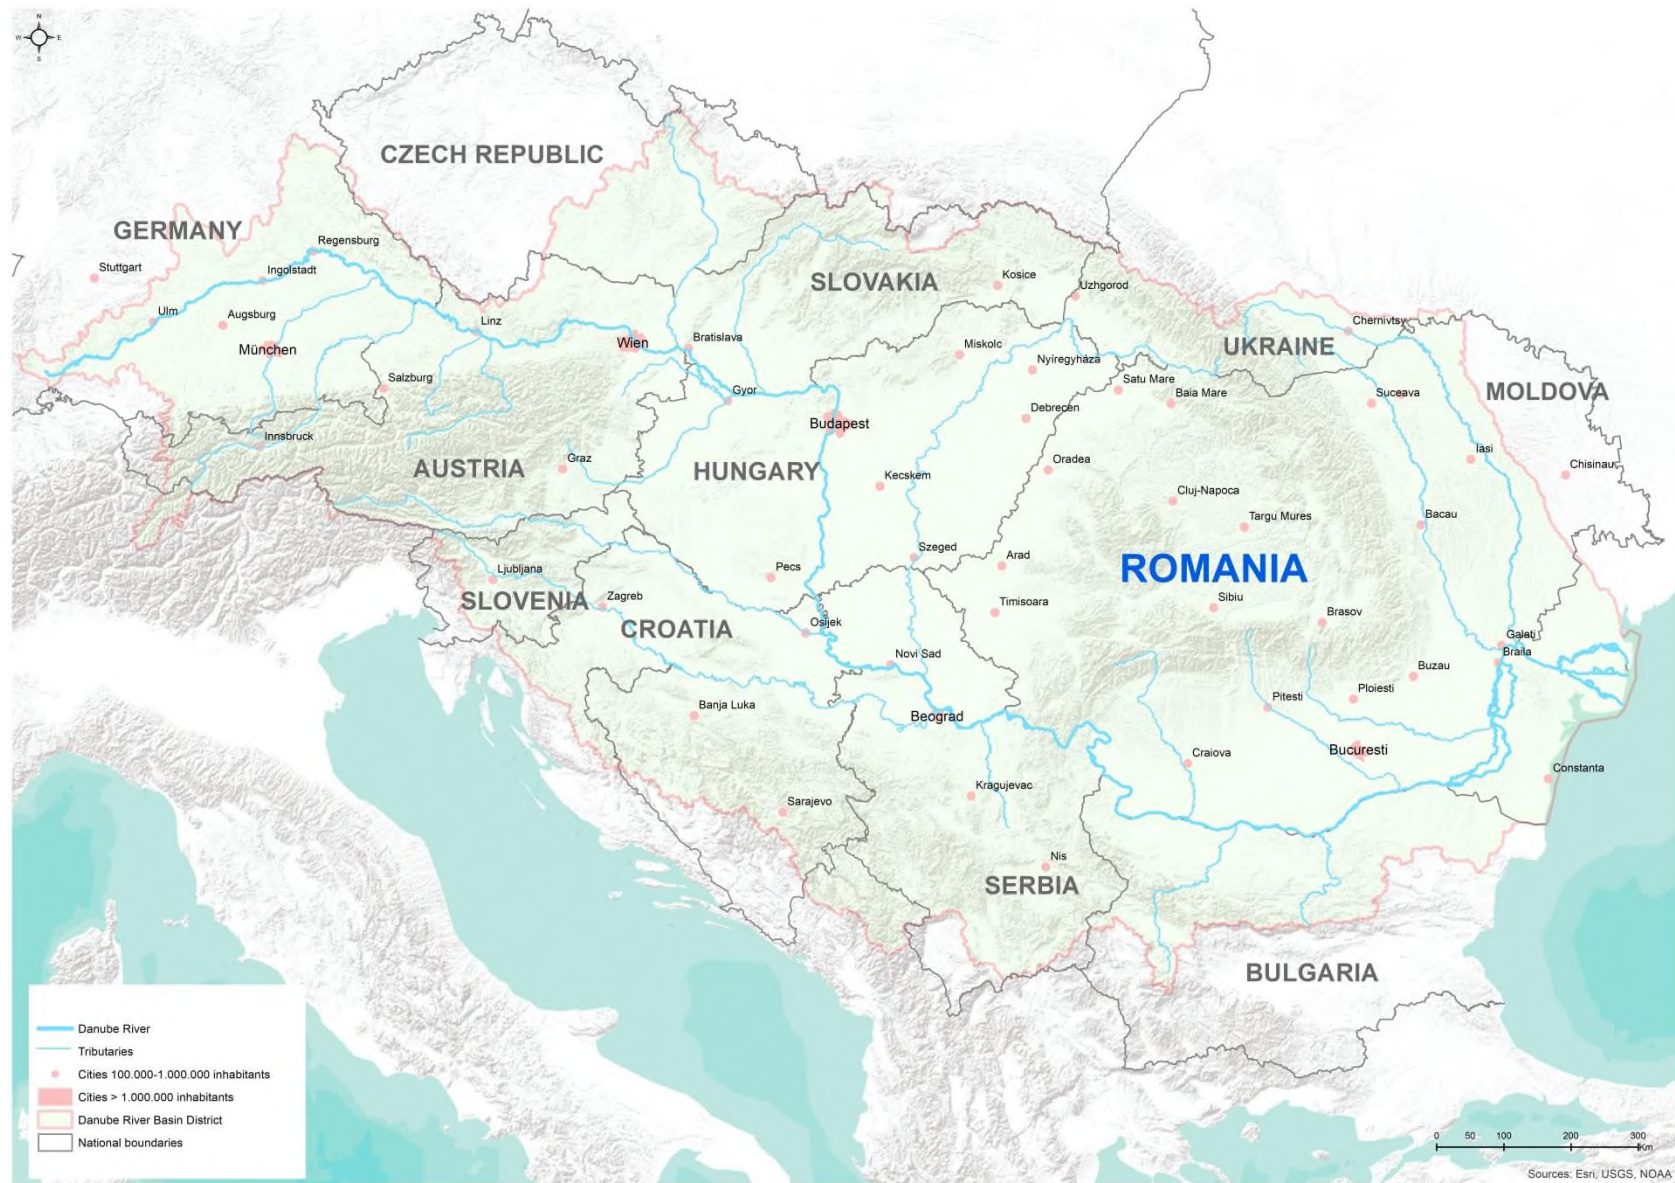 N
W
E
S
CZECH REPUBLIC
GERMANY
Regensburg
Stuttgart
Ingolstadt
SLOVAKIA
Kosice
Uzhgorod
Ulm
Augsburg
Linz
Chernivtsy
München
Wien
Bratislava
UKRAINE
Miskolc
Nyíregyháza
Salzburg
Gyor
Satu Mare
Baia Mare
Suceava
MOLDOVA
Debrecen
Budapest
Innsbruck
AUSTRIA
Graz
HUNGARY
Kecskem
Oradea
Iasi
Chisinau
Cluj-Napoca
Targu Mures
Bacau
Szeged
Arad
ROMANIA
Ljubljana
Pecs
SLOVENIA
Zagreb
Timisoara
Sibiu
Brasov
CROATIA
Osijek
Galati
Braila
Novi Sad
Buzau
Banja Luka
Beograd
Pitesti
Ploiesti
Bucuresti
Craiova
Constanta
Kragujevac
Sarajevo
Nis
SERBIA
BULGARIA
Danube River
Tributaries
Cities 100.000-1.000.000 inhabitants
Cities > 1.000.000 inhabitants
Danube River Basin District
National boundaries
0 50 100 200 300
Km
Sources: Esri, USGS, NOAA